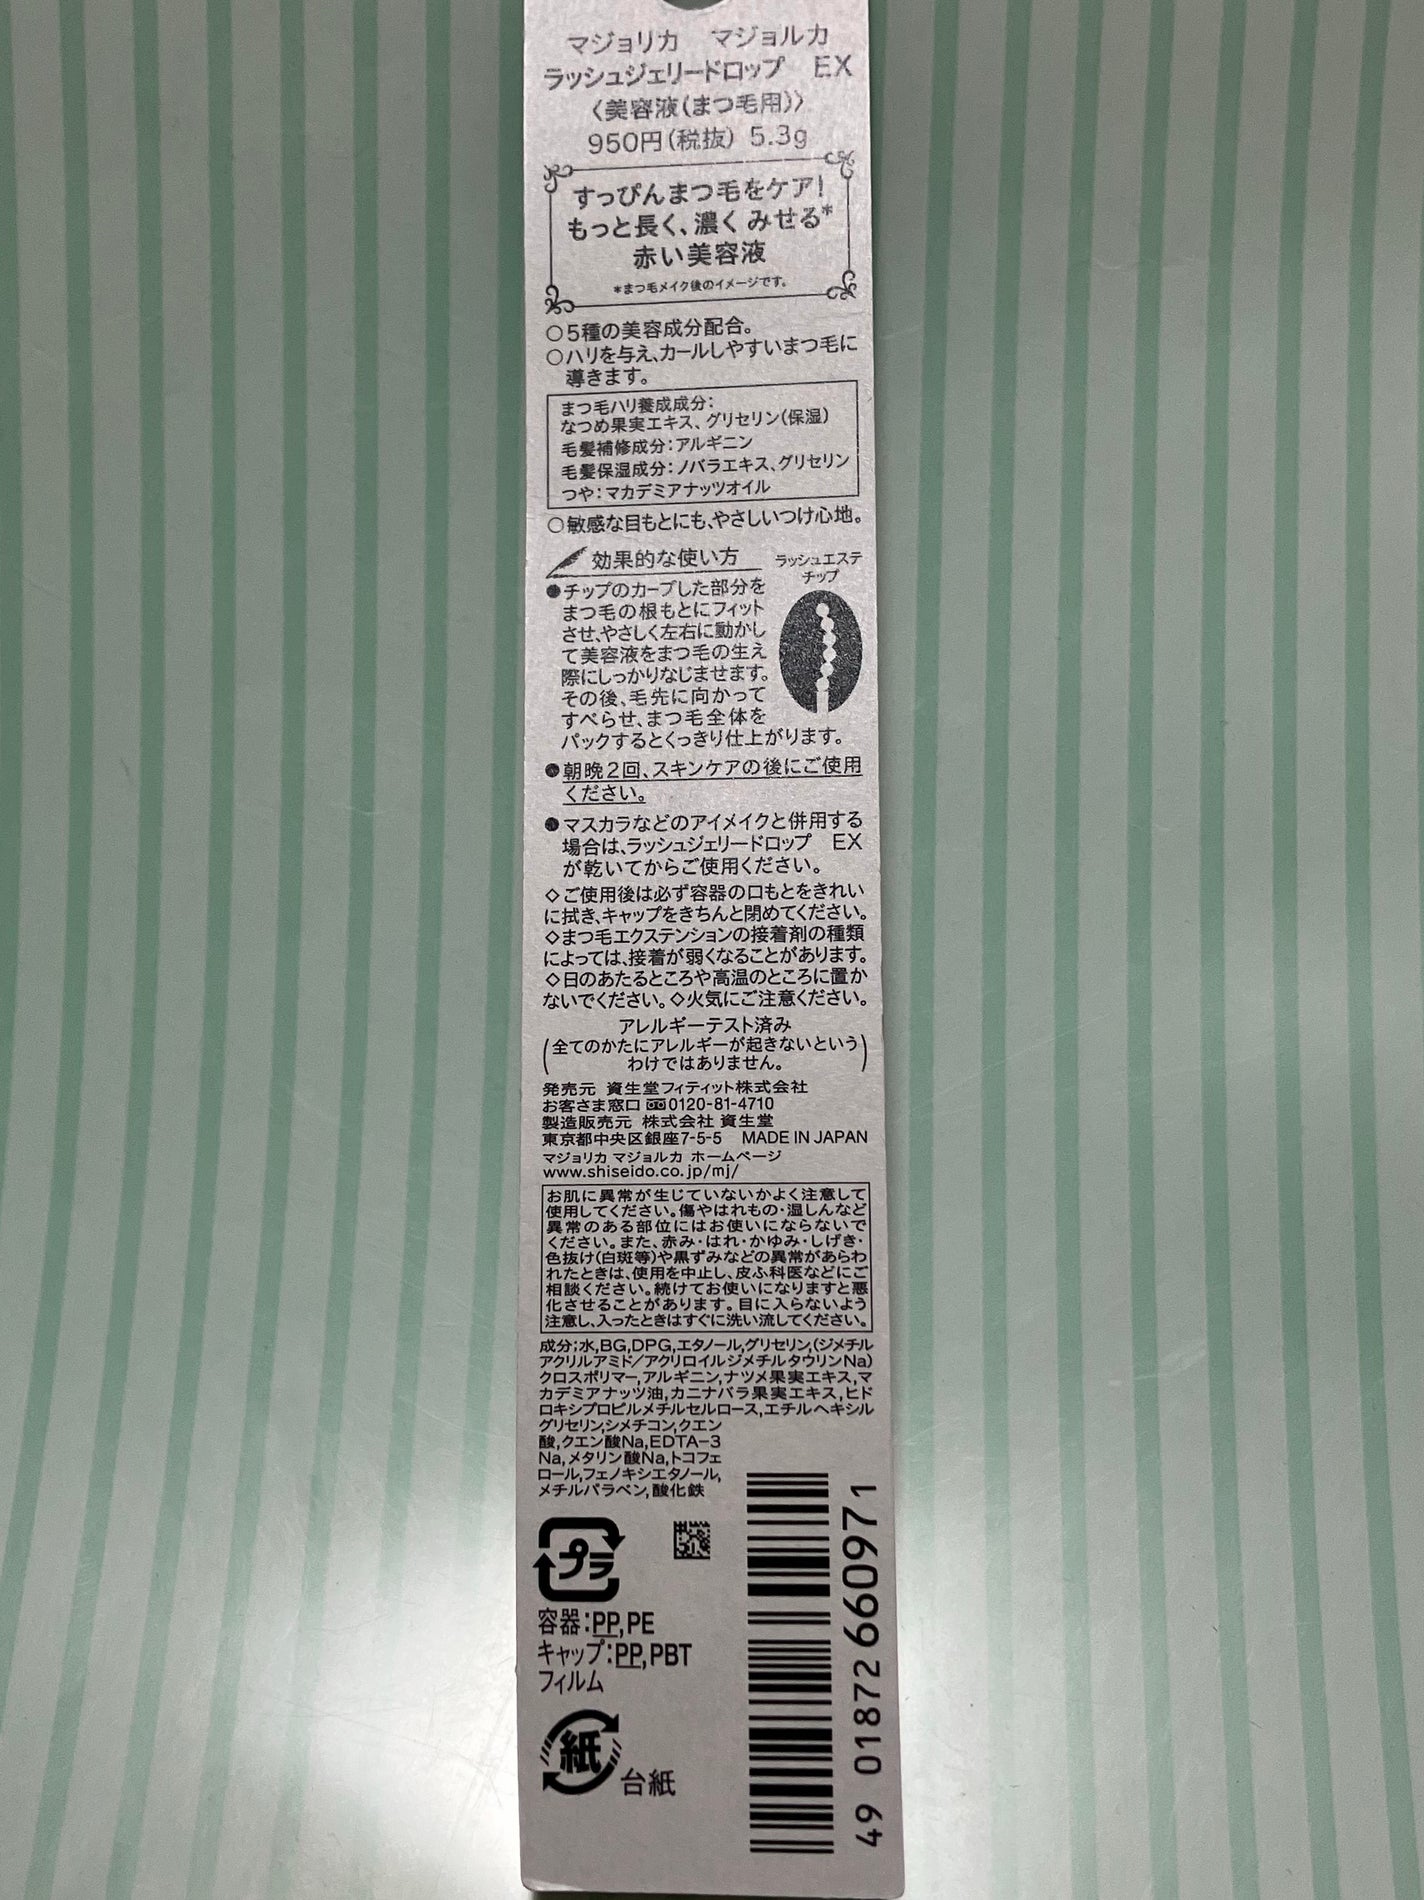 マジョリカ　マジョルカ
ラッシュジェリードロップ　EX
〈美容液(まつ毛用)〉
950円(税抜) 5.3g
すっぴんまつ毛をケア!
もっと長く、濃く みせる*
赤い美容液
*まつ毛メイク後のイメージです。
○5種の美容成分配合。
○ハリを与え、カールしやすいまつ毛に
導きます。
まつ毛ハリ養成成分:
なつめ果実エキス、グリセリン(保湿)
毛髪補修成分:アルギニン
毛髪保湿成分:ノバラエキス、グリセリン
つや:マカデミアナッツオイル
○敏感な目もとにも、やさしいつけ心地。
効果的な使い方
ラッシュエステ
チップ
●チップのカーブした部分を
まつ毛の根もとにフィット
させ、やさしく左右に動かし
て美容液をまつ毛の生え
際にしっかりなじませます。
その後、毛先に向かって
すべらせ、まつ毛全体を
パックするとくっきり仕上がります。
●朝晩2回、スキンケアの後にご使用
ください。
●マスカラなどのアイメイクと併用する
場合は、ラッシュジェリードロップ　EX
が乾いてからご使用ください。
◇ご使用後は必ず容器の口もとをきれい
に拭き、キャップをきちんと閉めてください。
◇まつ毛エクステンションの接着剤の種類
によっては、接着が弱くなることがあります。
◇日のあたるところや高温のところに置か
ないでください。◇火気にご注意ください。
アレルギーテスト済み
(全てのかたにアレルギーが起きないという
わけではありません。)
発売元 資生堂フィティット株式会社
お客さま窓口 0120-81-4710
製造販売元 株式会社 資生堂
東京都中央区銀座7-5-5　MADE IN JAPAN
マジョリカ マジョルカ ホームページ
www.shiseido.co.jp/mj/
お肌に異常が生じていないかよく注意して
使用してください。傷やはれもの・湿しんなど
異常のある部位にはお使いにならないで
ください。また、赤み・はれ・かゆみ・しげき・
色抜け(白斑等)や黒ずみなどの異常があらわ
れたときは、使用を中止し、皮ふ科医などにご
相談ください。続けてお使いになりますと悪
化させることがあります。目に入らないよう
注意し、入ったときはすぐに洗い流してください。
成分;水,BG,DPG,エタノール,グリセリン,(ジメチル
アクリルアミド/アクリロイルジメチルタウリンNa)
クロスポリマー,アルギニン,ナツメ果実エキス,マ
カデミアナッツ油,カニナバラ果実エキス,ヒド
ロキシプロピルメチルセルロース,エチルヘキシル
グリセリン,シメチコン,クエン
酸,クエン酸Na,EDTA-3
Na,メタリン酸Na,トコフェ
ロール,フェノキシエタノール,
メチルパラベン,酸化鉄
プラ
容器:PP,PE
キャップ:PP,PBT
フィルム
紙
台紙
49 01872 660971